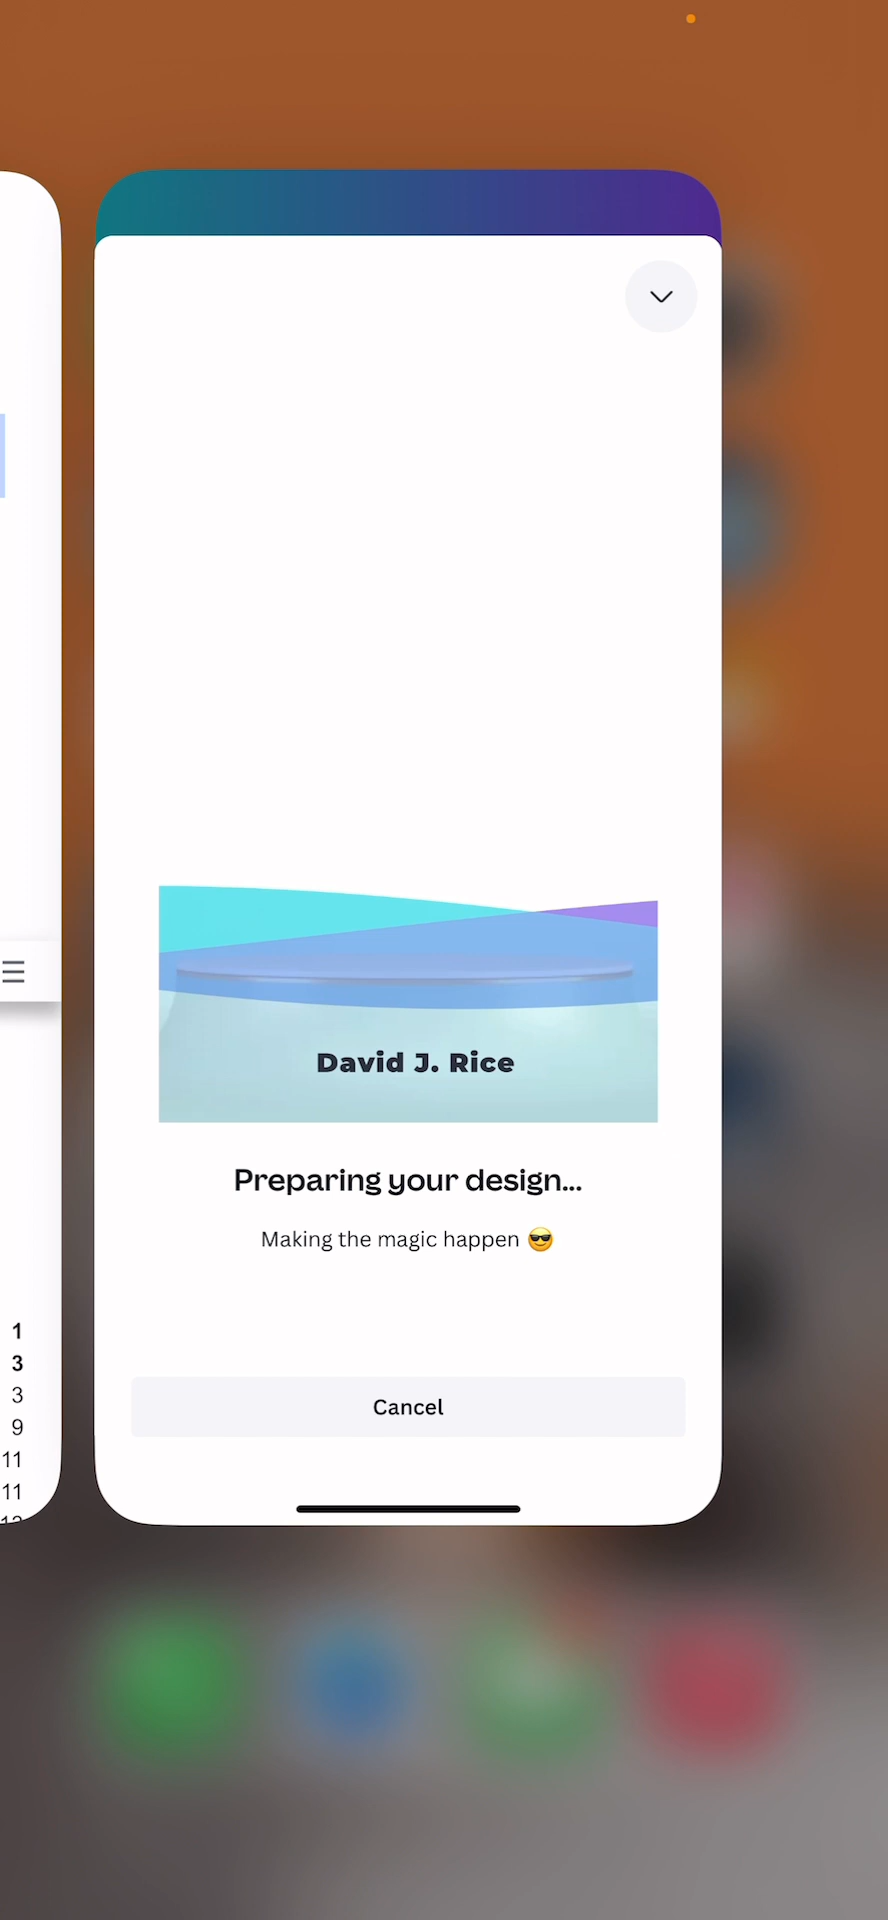 David J. Rice
Preparing your design...
Making the magic happen 😎
Cancel
1
3
3
9
11
11